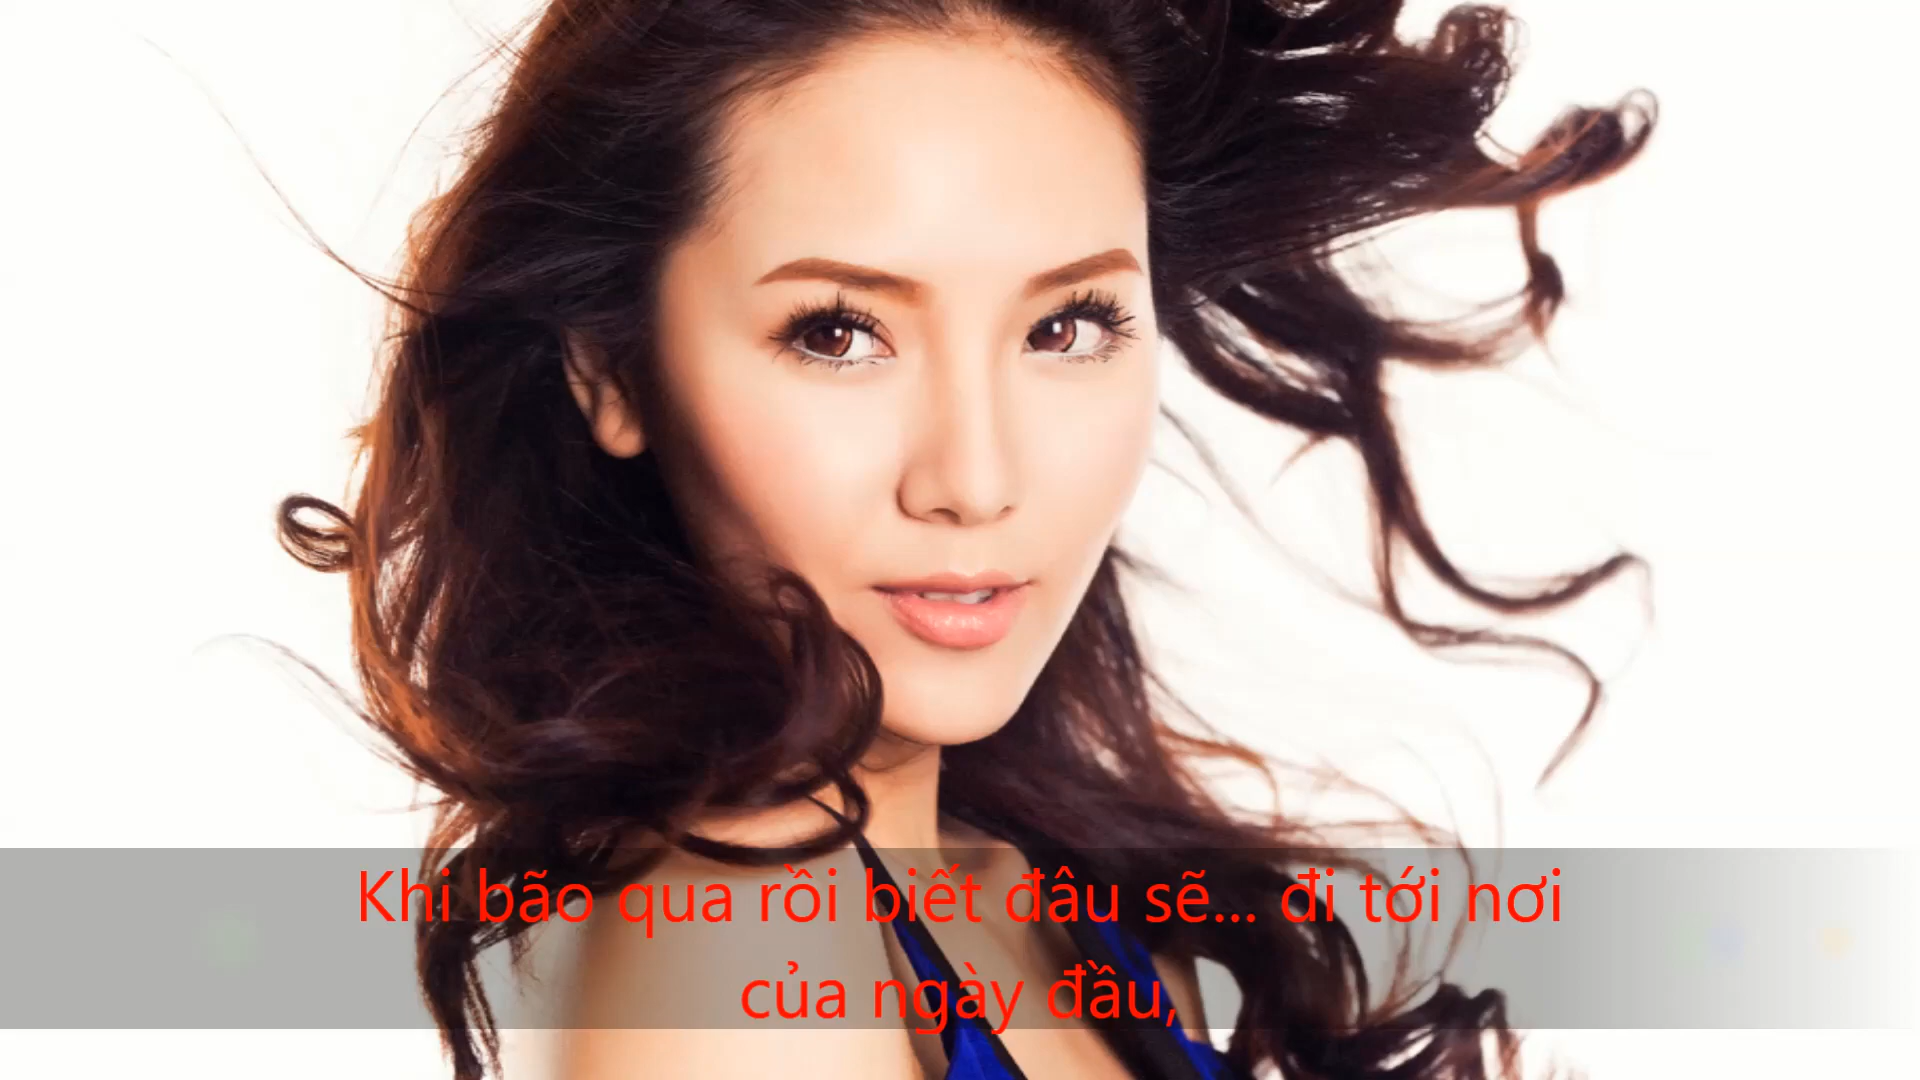 Khi bão qua rồi biết đâu sẽ... đi tới nơi
của ngày đầu,